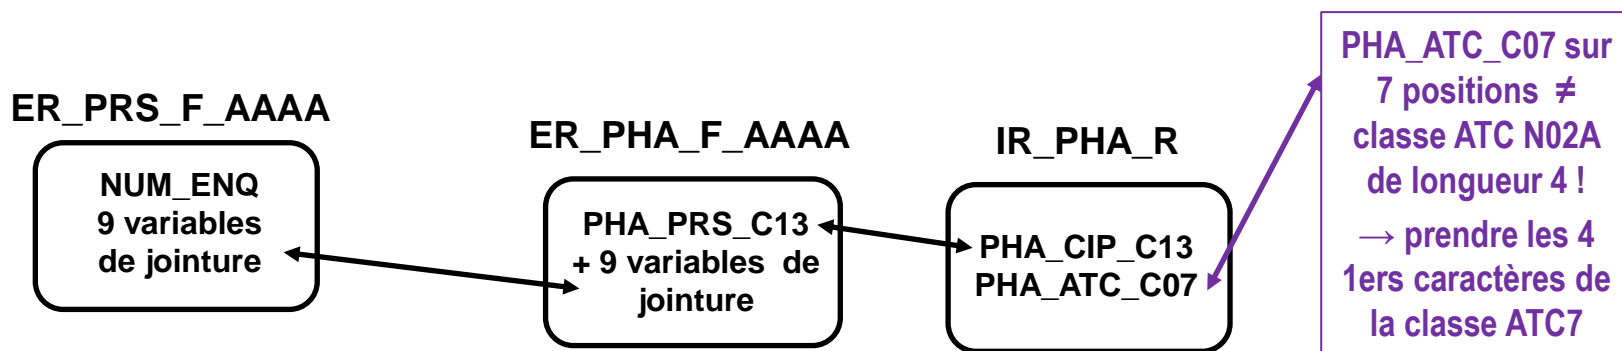 ER_PRS_F_AAAA
NUM_ENQ
9 variables
de jointure
ER_PHA_F_AAAA
PHA_PRS_C13
+ 9 variables de
jointure
IR_PHA_R
PHA_CIP_C13
PHA_ATC_C07
PHA_ATC_C07 sur
7 positions ≠
classe ATC N02A
de longueur 4 !
→ prendre les 4
1ers caractères de
la classe ATC7